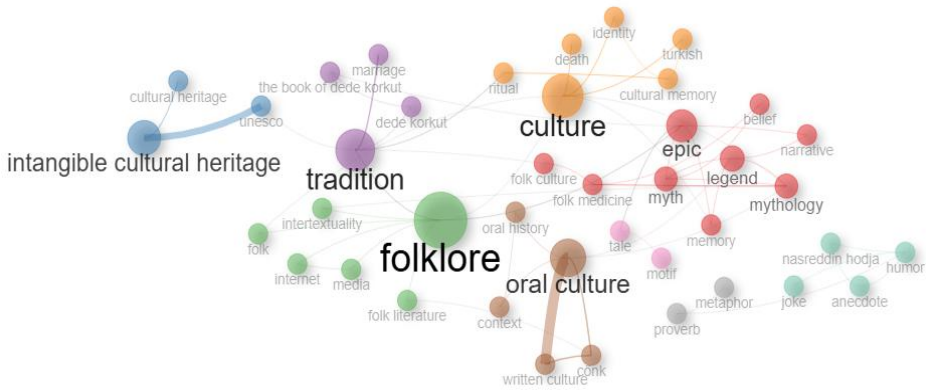 identity
death
turkish
marriage
the book of dede korkut
ritual
cultural memory
cultural heritage
unesco
dede korkut
culture
belief
intangible cultural heritage
epic
narrative
tradition
folk culture
folk medicine
myth
legend
mythology
intertextuality
oral history
folk
tale
memory
folklore
nasreddin hodja
humor
internet
media
oral culture
motif
metaphor
joke
anecdote
folk literature
context
proverb
written culture
cönk